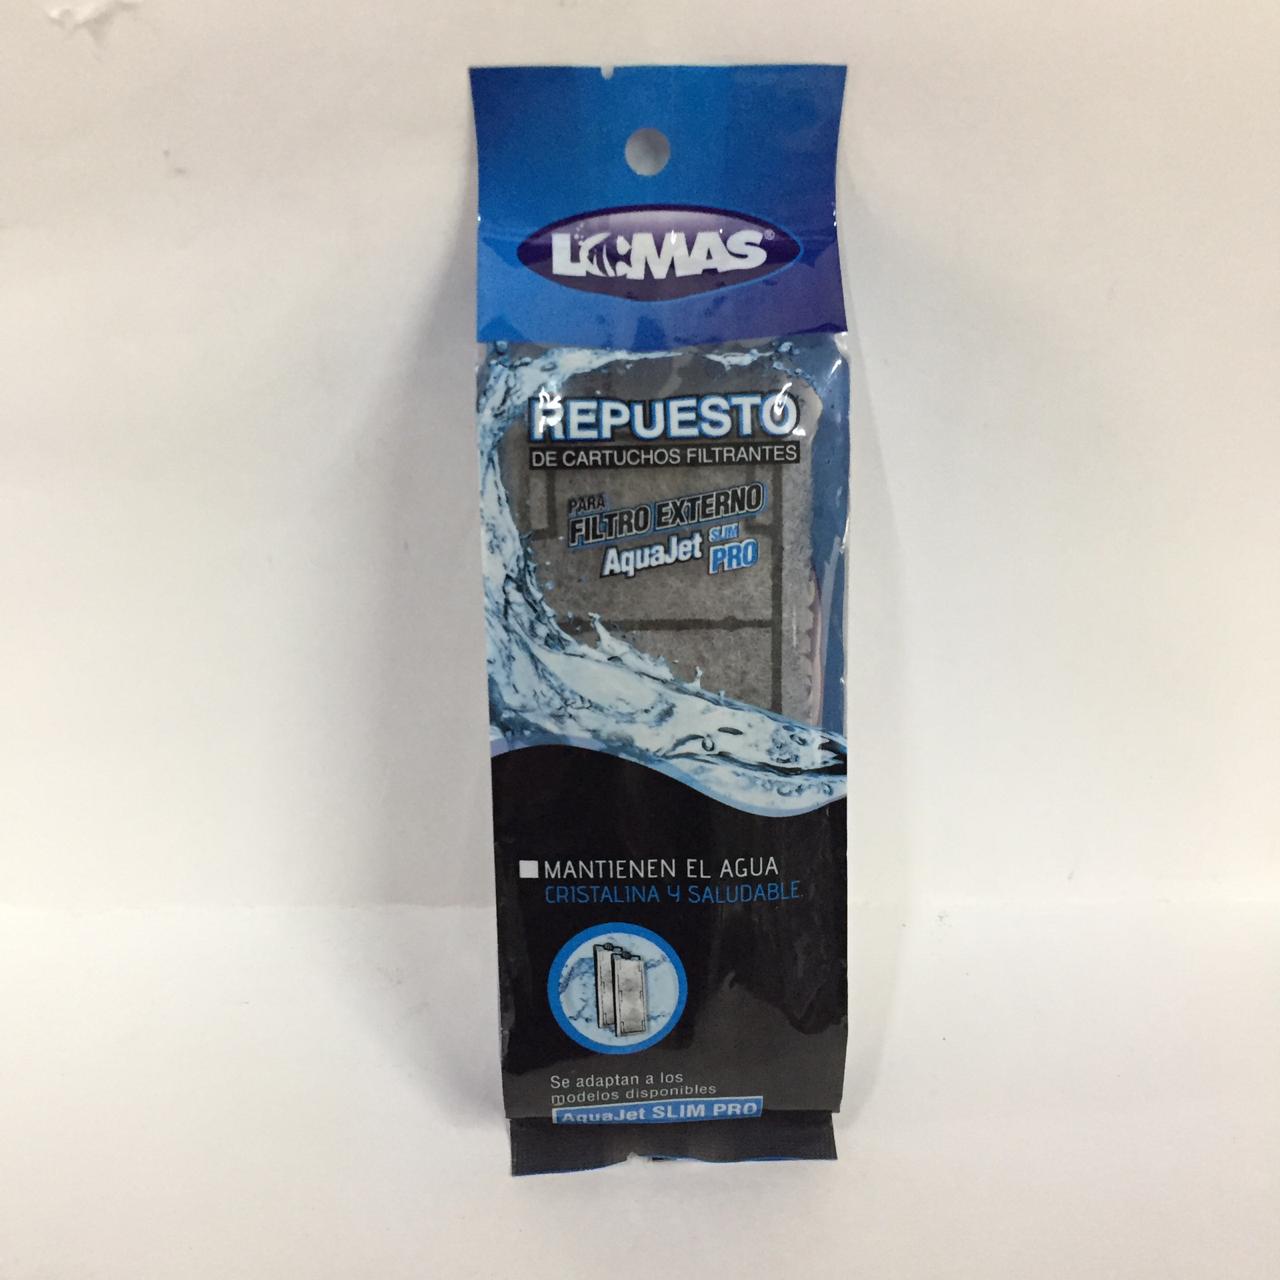 LOMAS®
REPUESTO
DE CARTUCHOS FILTRANTES
PARA
FILTRO EXTERNO
AquaJet SLIM PRO
MANTIENEN EL AGUA
CRISTALINA Y SALUDABLE.
Se adaptan a los
modelos disponibles
AquaJet SLIM PRO